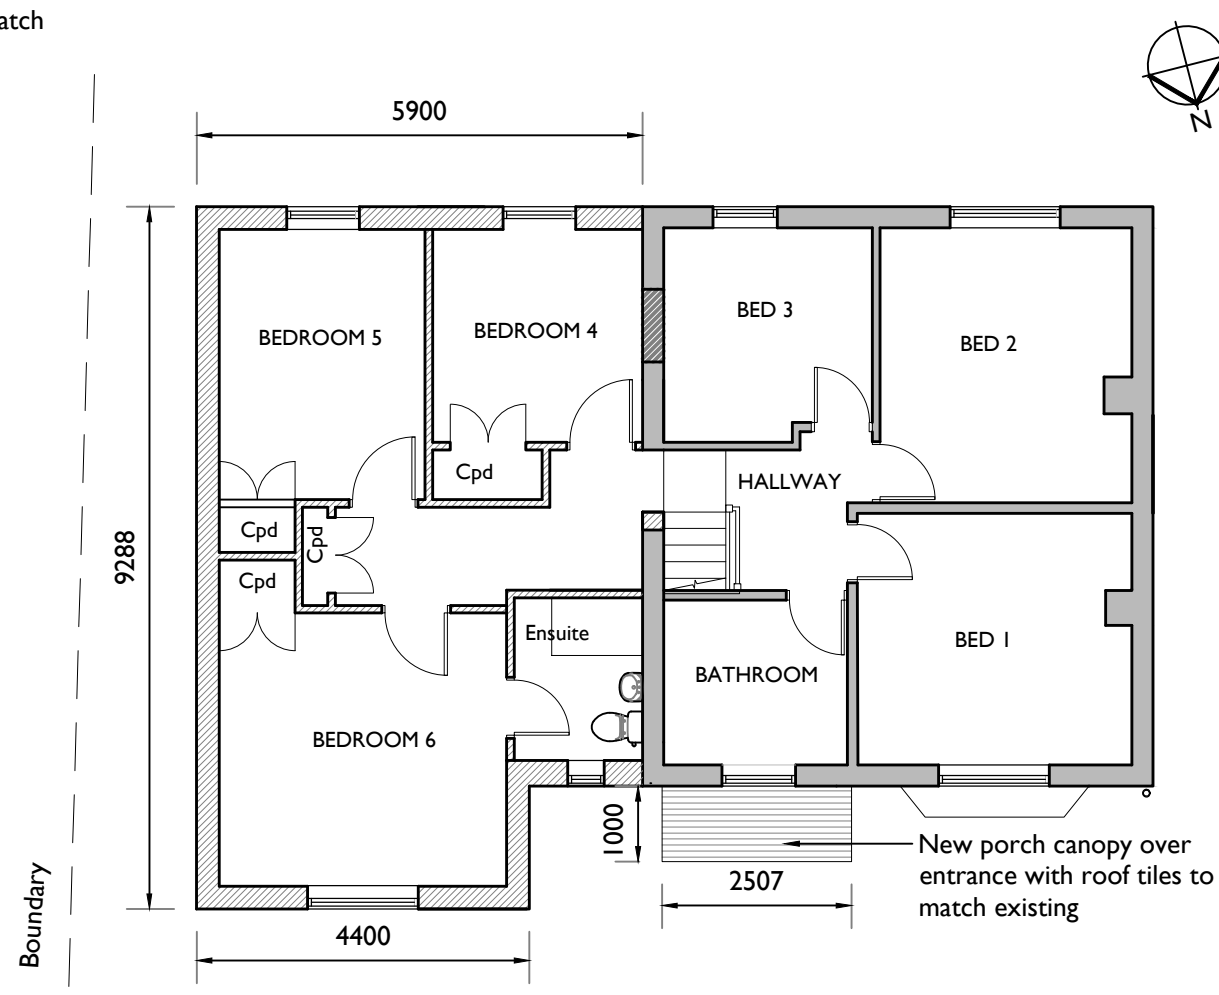 N
5900
BEDROOM 5
BEDROOM 4
BED 3
BED 2
Cpd
HALLWAY
Cpd
Cpd
Cpd
9288
Ensuite
BED 1
BATHROOM
BEDROOM 6
1000
New porch canopy over
entrance with roof tiles to
match existing
2507
4400
Boundary